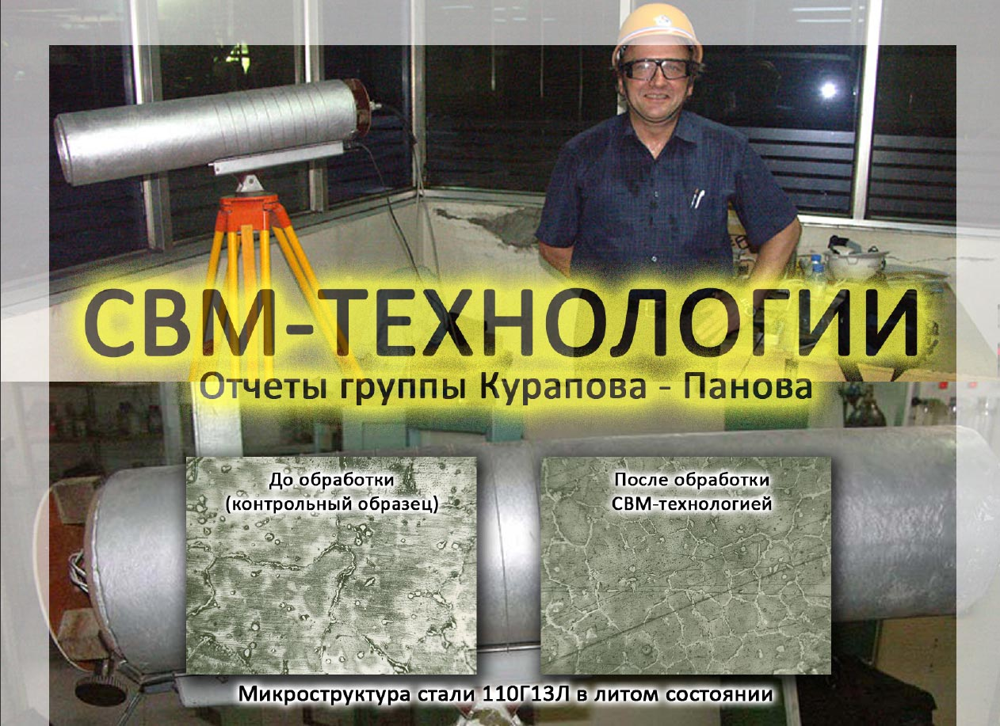 СВМ-ТЕХНОЛОГИИ
Отчеты группы Курапова - Панова
До обработки
(контрольный образец)
После обработки
СВМ-технологией
Микроструктура стали 110Г13Л в литом состоянии